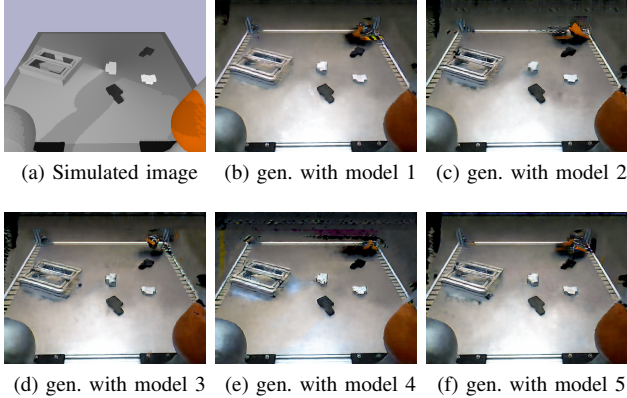 (a) Simulated image
(b) gen. with model 1
(c) gen. with model 2
(d) gen. with model 3
(e) gen. with model 4
(f) gen. with model 5